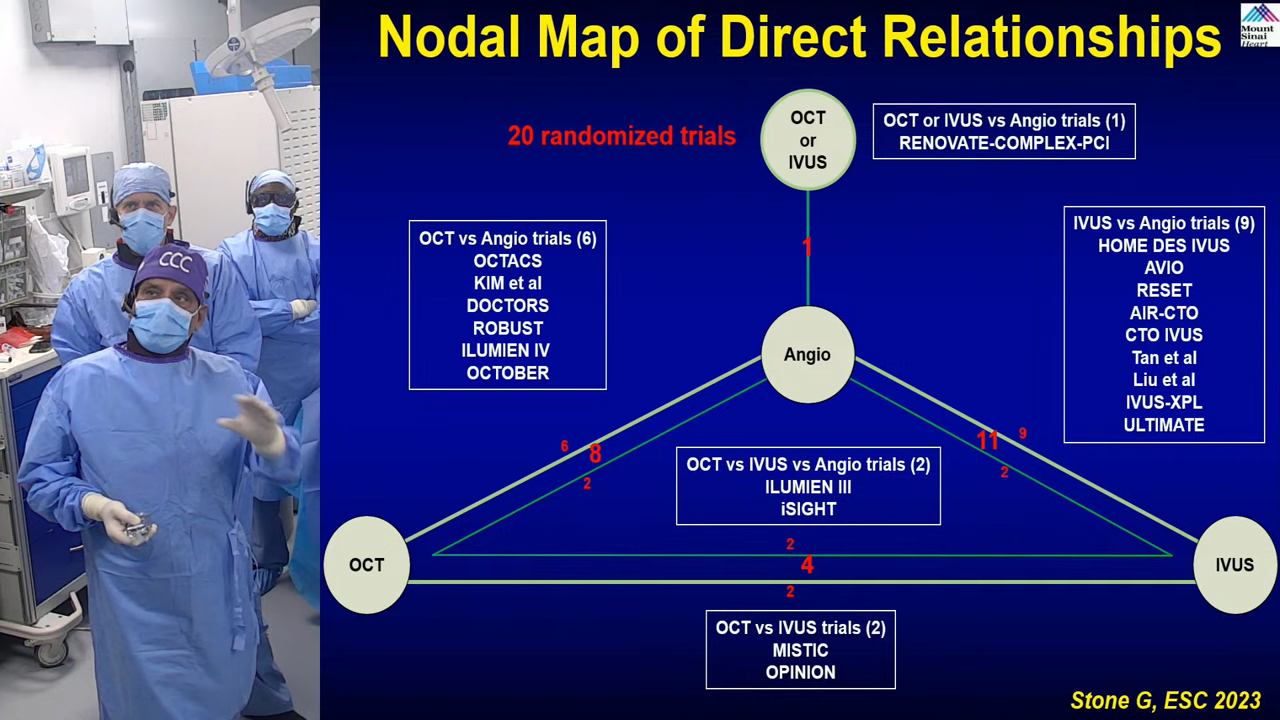 Nodal Map of Direct Relationships
Mount
Sinai
Heart
20 randomized trials
OCT
or
IVUS
OCT or IVUS vs Angio trials (1)
RENOVATE-COMPLEX-PCI
1
OCT vs Angio trials (6)
OCTACS
KIM et al
DOCTORS
ROBUST
ILUMIEN IV
OCTOBER
IVUS vs Angio trials (9)
HOME DES IVUS
AVIO
RESET
AIR-CTO
CTO IVUS
Tan et al
Liu et al
IVUS-XPL
ULTIMATE
CCC
Angio
6
8
2
11
9
2
OCT vs IVUS vs Angio trials (2)
ILUMIEN III
iSIGHT
OCT
2
4
2
IVUS
OCT vs IVUS trials (2)
MISTIC
OPINION
Stone G, ESC 2023